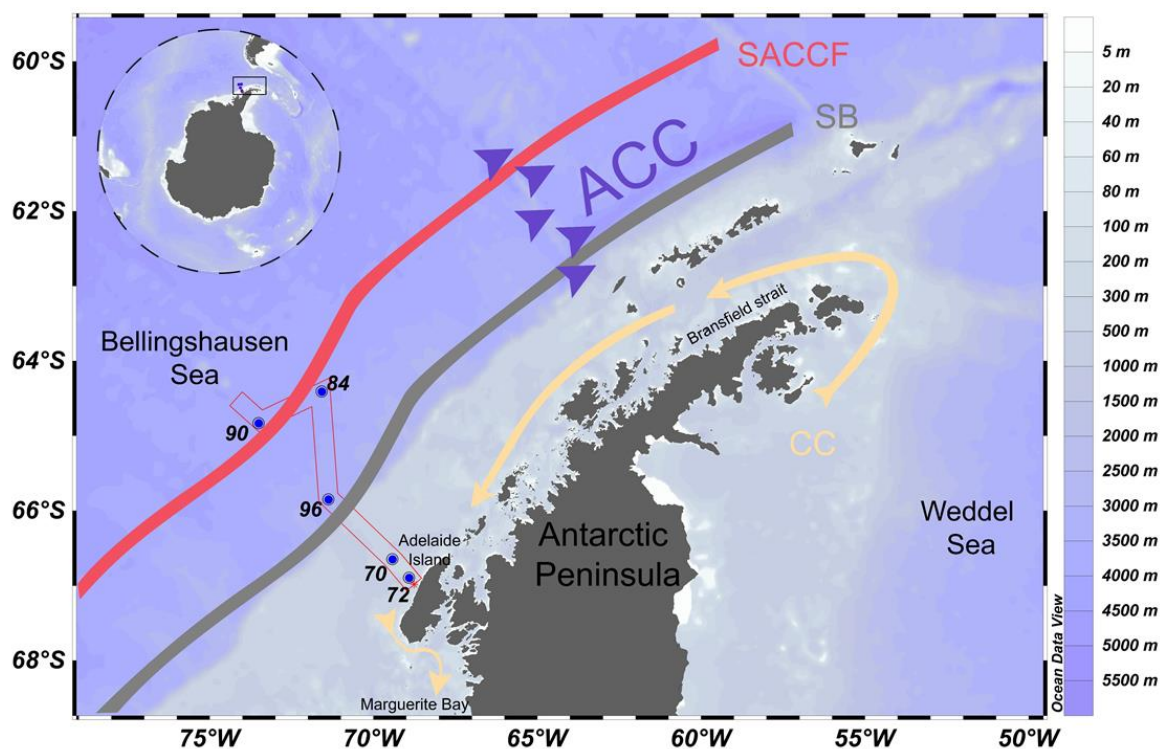 60°S
62°S
64°S
66°S
68°S
75°W
70°W
65°W
60°W
55°W
50°W
SACCF
SB
ACC
Bransfield strait
Bellingshausen
Sea
84
90
96
70
72
Adelaide
Island
Antarctic
Peninsula
CC
Weddel
Sea
Marguerite Bay
Ocean Data View
5 m
20 m
40 m
60 m
80 m
100 m
200 m
300 m
500 m
1000 m
1500 m
2000 m
2500 m
3000 m
3500 m
4000 m
4500 m
5000 m
5500 m